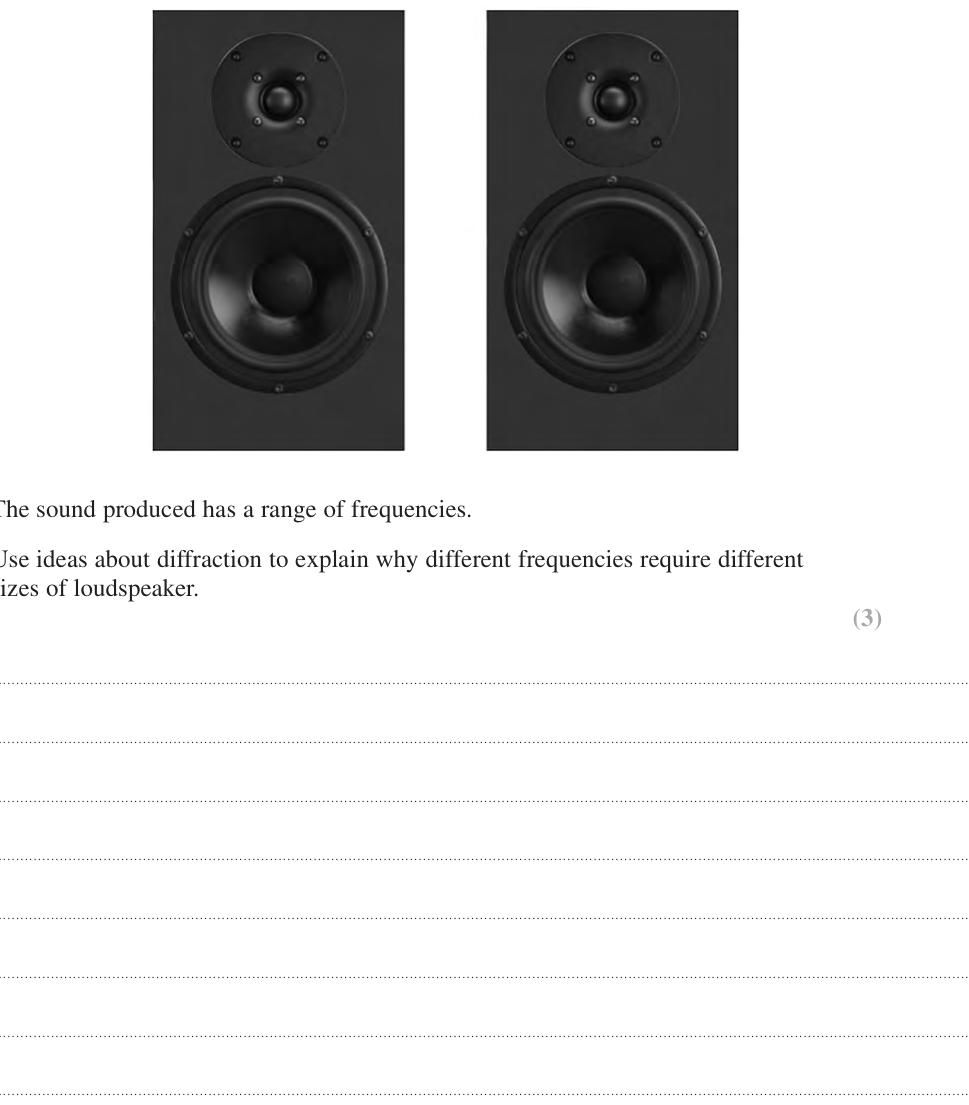 The sound produced has a range of frequencies.
Use ideas about diffraction to explain why different frequencies require different
izes of loudspeaker.
(3)